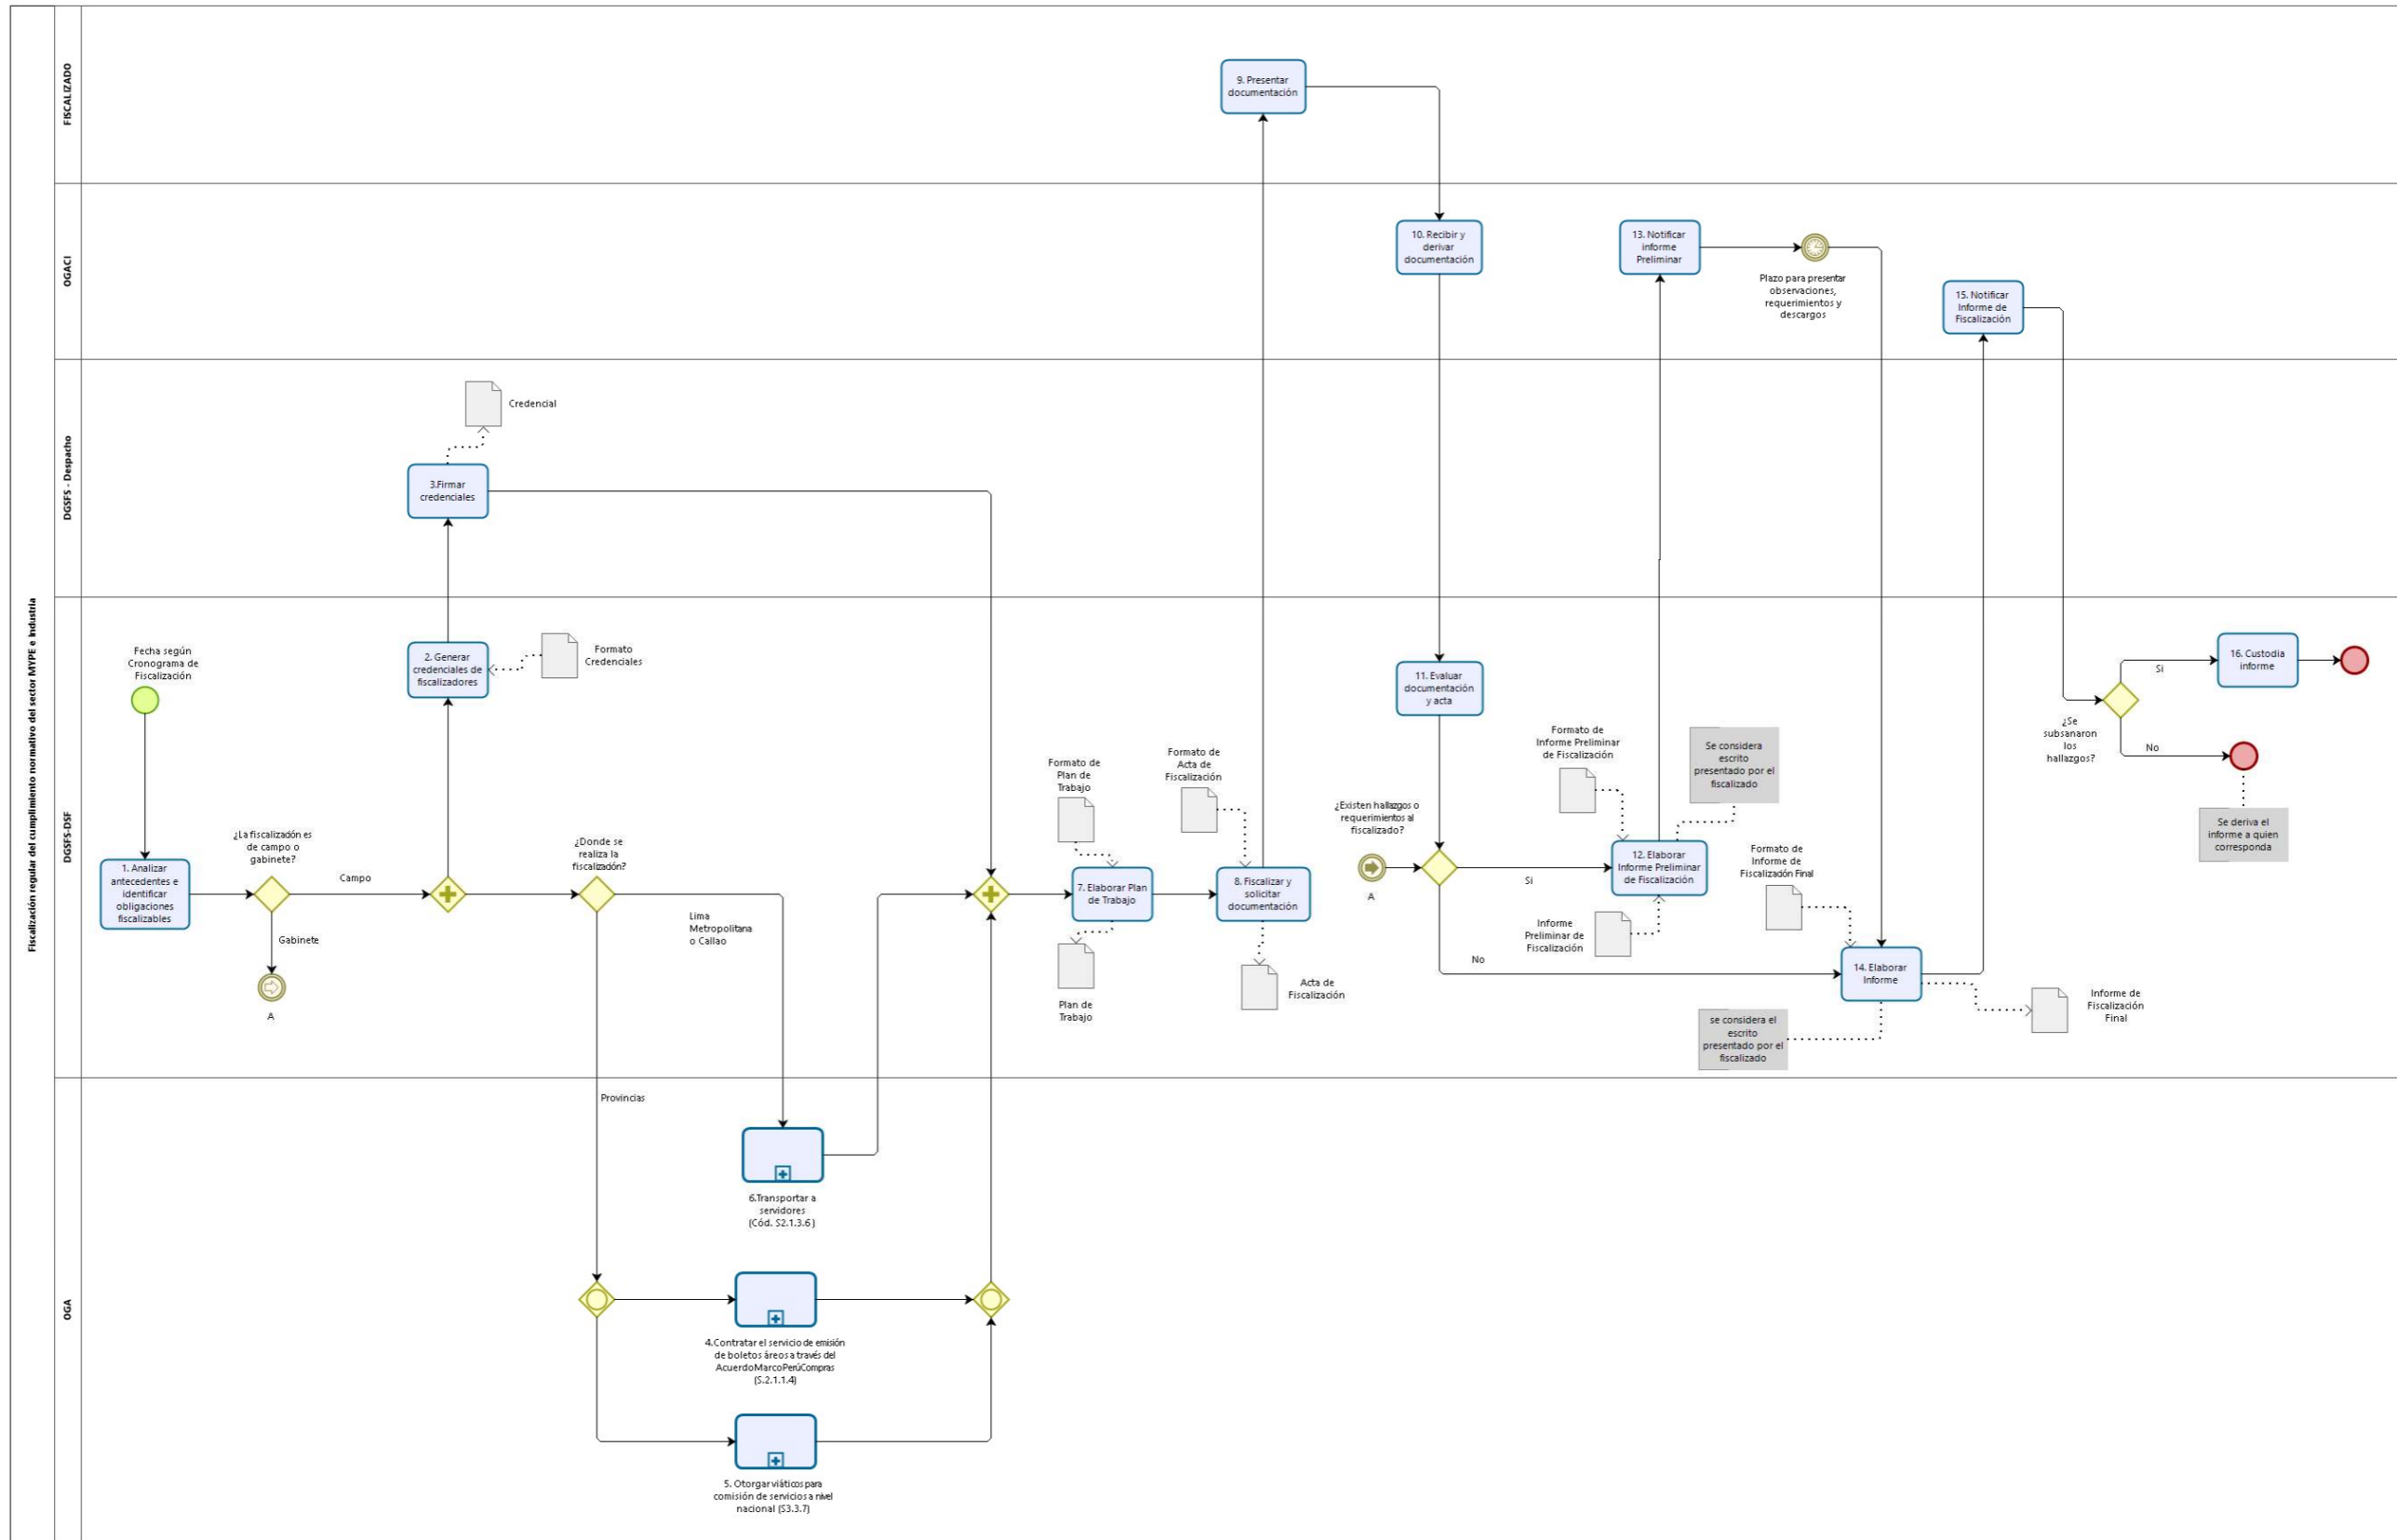 Fiscalización regular del cumplimiento normativo del sector MYPE e Industria
FISCALIZADO
9. Presentar
documentación
OGACI
10. Recibir y
derivar
documentación
13. Notificar
informe
Preliminar
Plazo para presentar
observaciones,
requerimientos y
descargos
15. Notificar
Informe de
Fiscalización
DGSFS - Despacho
Credencial
3.Firmar
credenciales
DGSFS-DSF
Fecha según
Cronograma de
Fiscalización
2. Generar
credenciales de
fiscalizadores
Formato
Credenciales
1. Analizar
antecedentes e
identificar
obligaciones
fiscalizables
¿La fiscalización es
de campo o
gabinete?
Campo
Gabinete
A
¿Donde se
realiza la
fiscalización?
Lima
Metropolitana
o Callao
Formato de
Plan de
Trabajo
7. Elaborar Plan
de Trabajo
Plan de
Trabajo
Formato de
Acta de
Fiscalización
8. Fiscalizar y
solicitar
documentación
Acta de
Fiscalización
11. Evaluar
documentación
y acta
¿Existen hallazgos o
requerimientos al
fiscalizado?
A
Si
No
Formato de
Informe Preliminar
de Fiscalización
Se considera
escrito
presentado por el
fiscalizado
12. Elaborar
Informe Preliminar
de Fiscalización
Informe
Preliminar de
Fiscalización
Formato de
Informe de
Fiscalización Final
14. Elaborar
Informe
se considera el
escrito
presentado por el
fiscalizado
Informe de
Fiscalización
Final
¿Se
subsanaron
los
hallazgos?
Si
16. Custodia
informe
No
Se deriva el
informe a quien
corresponda
OGA
Provincias
6.Transportar a
servidores
(Cód. S2.1.3.6)
4.Contratar el servicio de emisión
de boletos áreos a través del
AcuerdoMarcoPerúCompras
(S.2.1.1.4)
5. Otorgar viáticos para
comisión de servicios a nivel
nacional (S3.3.7)